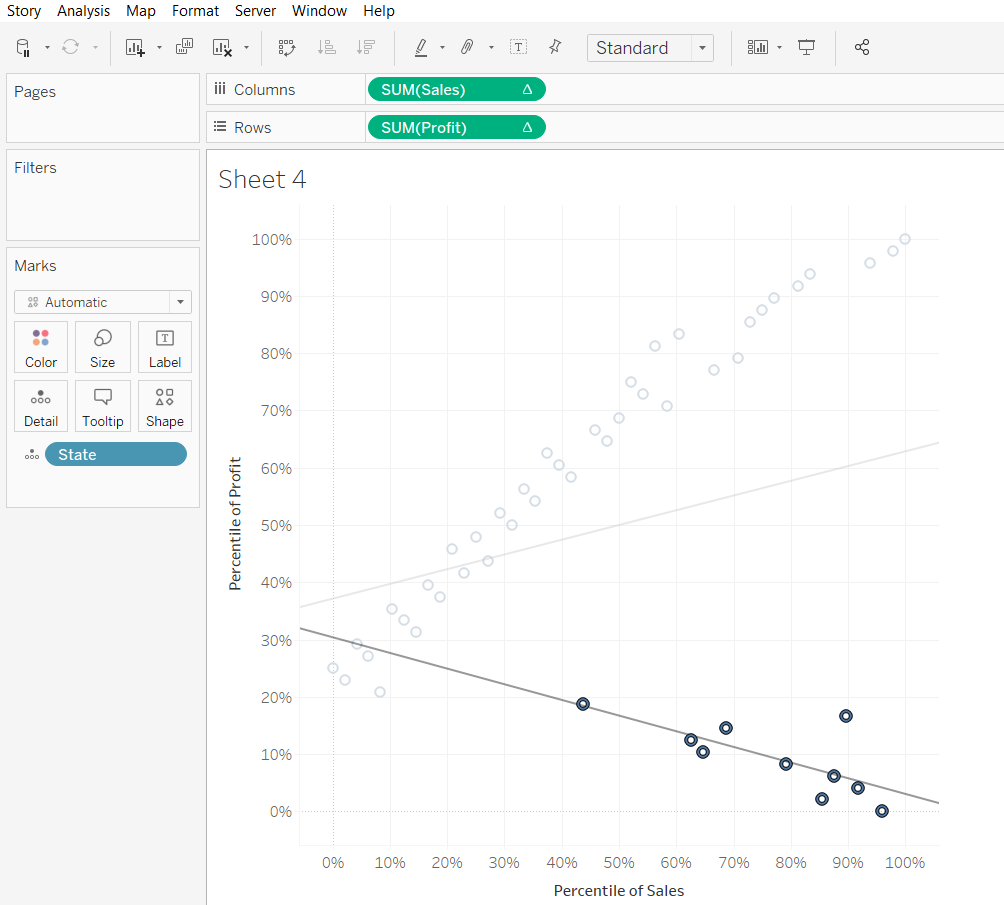 Story Analysis Map Format Server Window Help
T Standard
Pages
Columns SUM(Sales) Δ
Rows SUM(Profit) Δ
Filters
Sheet 4
Marks
Automatic
Color Size T Label
Detail Tooltip Shape
State
Percentile of Profit
100%
90%
80%
70%
60%
50%
40%
30%
20%
10%
0%
0% 10% 20% 30% 40% 50% 60% 70% 80% 90% 100%
Percentile of Sales